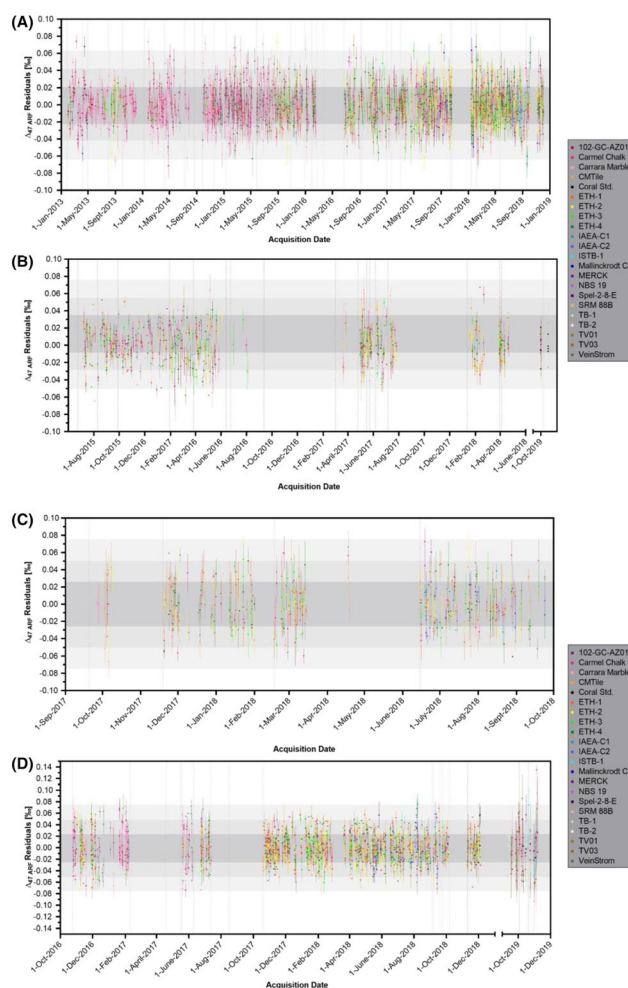 (A)
0.10
0.08
0.06
0.04
0.02
0.00
-0.02
-0.04
-0.06
-0.08
0.10
Δ47 ARF Residuals [‰]
1-Jan-2013
1-May-2013
1-Sept-2013
1-Jan-2014
1-May-2014
1-Sept-2014
1-Jan-2015
1-May-2015
1-Sept-2015
1-Jan-2016
1-May-2016
1-Sept-2016
1-Jan-2017
1-May-2017
1-Sept-2017
1-Jan-2018
1-May-2018
1-Sept-2018
1-Jan-2019
Acquisition Date
(B)
0.10
0.08
0.06
0.04
0.02
0.00
-0.02
-0.04
-0.06
-0.08
-0.10
Δ47 ARF Residuals [‰]
1-Aug-2015
1-Oct-2015
1-Dec-2016
1-Feb-2017
1-Apr-2016
1-June-2016
1-Aug-2016
1-Oct-2016
1-Dec-2016
1-Feb-2017
1-April-2017
1-June-2017
1-Aug-2017
1-Oct-2017
1-Dec-2017
1-Feb-2018
1-Apr-2018
1-June-2018
1-Oct-2019
Acquisition Date
102-GC-AZ01
Carmel Chalk
Carrara Marble
CMTile
Coral Std.
ETH-1
ETH-2
ETH-3
ETH-4
IAEA-C1
IAEA-C2
ISTB-1
Mallinckrodt C
MERCK
NBS 19
Spel-2-8-E
SRM 88B
TB-1
TB-2
TV01
TV03
VeinStrom
(C)
0.10
0.08
0.06
0.04
0.02
0.00
-0.02
-0.04
-0.06
-0.08
-0.10
Δ47 ARF Residuals [‰]
1-Sep-2017
1-Oct-2017
1-Nov-2017
1-Dec-2017
1-Jan-2018
1-Feb-2018
1-Mar-2018
1-Apr-2018
1-May-2018
1-June-2018
1-July-2018
1-Aug-2018
1-Sept-2018
1-Oct-2018
Acquisition Date
(D)
0.14
0.12
0.10
0.08
0.06
0.04
0.02
0.00
-0.02
-0.04
-0.06
-0.08
-0.10
-0.12
-0.14
Δ47 ARF Residuals [‰]
1-Oct-2016
1-Dec-2016
1-Feb-2017
1-April-2017
1-June-2017
1-Aug-2017
1-Oct-2017
1-Dec-2017
1-Feb-2018
1-April-2018
1-June-2018
1-Aug-2018
1-Oct-2018
1-Dec-2018
1-Oct-2019
1-Dec-2019
Acquisition Date
102-GC-AZ01
Carmel Chalk
Carrara Marble
CMTile
Coral Std.
ETH-1
ETH-2
ETH-3
ETH-4
IAEA-C1
IAEA-C2
ISTB-1
Mallinckrodt C
MERCK
NBS 19
Spel-2-8-E
SRM 88B
TB-1
TB-2
TV01
TV03
VeinStrom